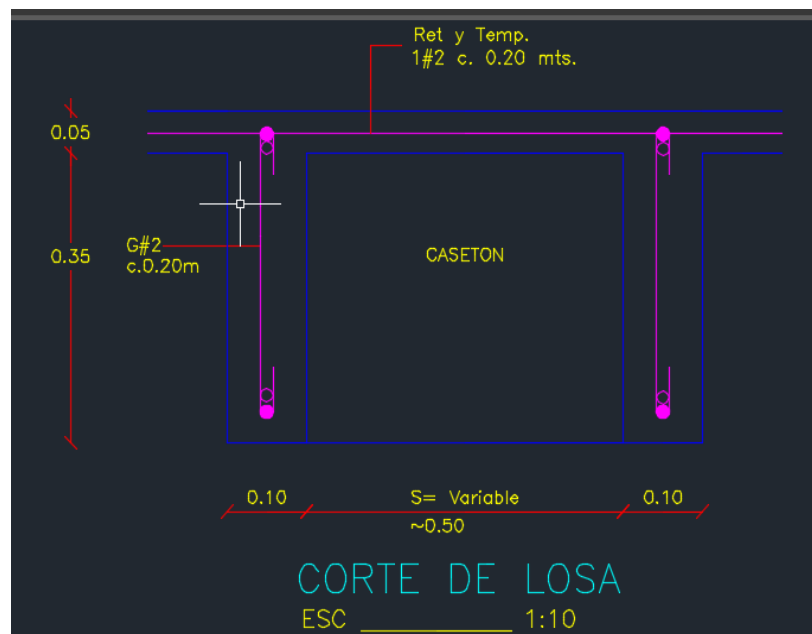 Ret y Temp.
1#2 c. 0.20 mts.
0.05
0.35
G#2
c.0.20m
CASETON
0.10
S= Variable
0.10
~0.50
CORTE DE LOSA
ESC ___________ 1:10